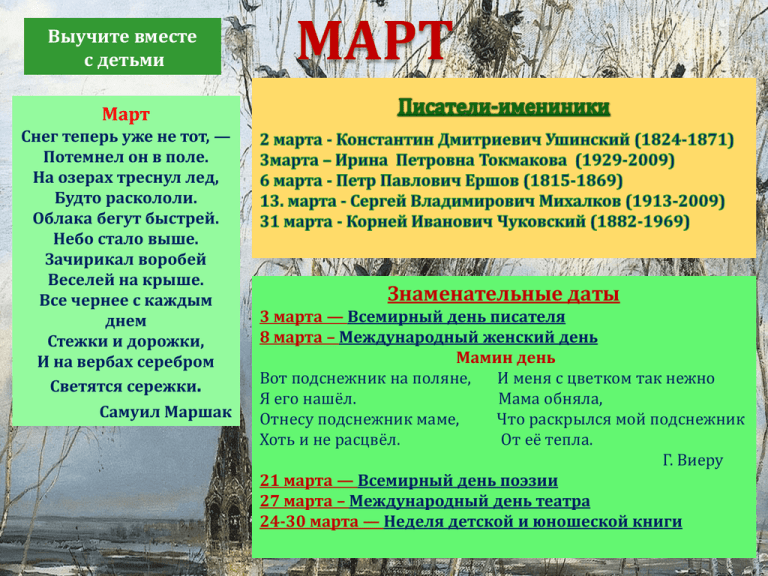 Выучите вместе
с детьми
МАРТ
Март
Снег теперь уже не тот, —
Потемнел он в поле.
На озерах треснул лед,
Будто раскололи.
Облака бегут быстрей.
Небо стало выше.
Зачирикал воробей
Веселей на крыше.
Все чернее с каждым
днем
Стежки и дорожки,
И на вербах серебром
Светятся сережки.
Самуил Маршак
Писатели-имениники
2 марта - Константин Дмитриевич Ушинский (1824-1871)
3марта – Ирина Петровна Токмакова (1929-2009)
6 марта - Петр Павлович Ершов (1815-1869)
13. марта - Сергей Владимирович Михалков (1913-2009)
31 марта - Корней Иванович Чуковский (1882-1969)
Знаменательные даты
3 марта — Всемирный день писателя
8 марта – Международный женский день
Мамин день
Вот подснежник на поляне, И меня с цветком так нежно
Я его нашёл. Мама обняла,
Отнесу подснежник маме, Что раскрылся мой подснежник
Хоть и не расцвёл. От её тепла.
Г. Виеру
21 марта — Всемирный день поэзии
27 марта – Международный день театра
24-30 марта — Неделя детской и юношеской книги